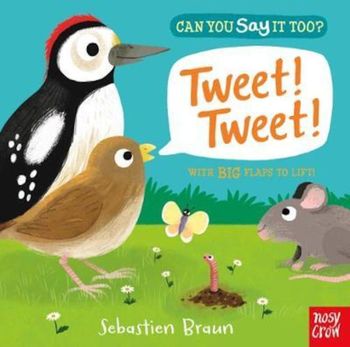 CAN YOU Say IT TOO?
Tweet!
Tweet!
WITH BIG FLAPS TO LIFT!
Sebastien Braun
nosy
crow